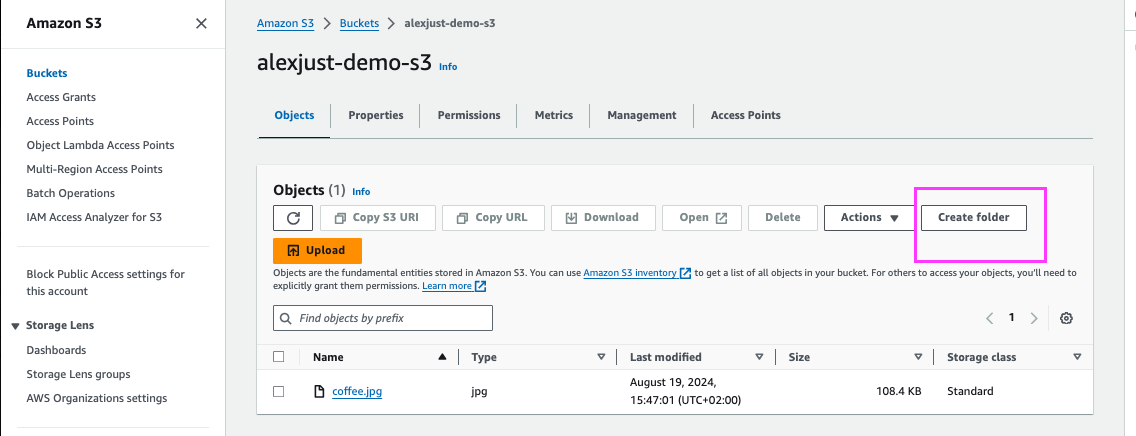 Amazon S3
Buckets
Access Grants
Access Points
Object Lambda Access Points
Multi-Region Access Points
Batch Operations
IAM Access Analyzer for S3
Block Public Access settings for
this account
Storage Lens
Dashboards
Storage Lens groups
AWS Organizations settings
Amazon S3 > Buckets > alexjust-demo-s3
alexjust-demo-s3 Info
Objects Properties Permissions Metrics Management Access Points
Objects (1) Info
Copy S3 URI Copy URL Download Open Delete Actions Create folder
Upload
Objects are the fundamental entities stored in Amazon S3. You can use Amazon S3 inventory to get a list of all objects in your bucket. For others to access your objects, you'll need to
explicitly grant them permissions. Learn more
Find objects by prefix
1
Name Type Last modified Size Storage class
coffee.jpg jpg August 19, 2024, 108.4 KB Standard
15:47:01 (UTC+02:00)